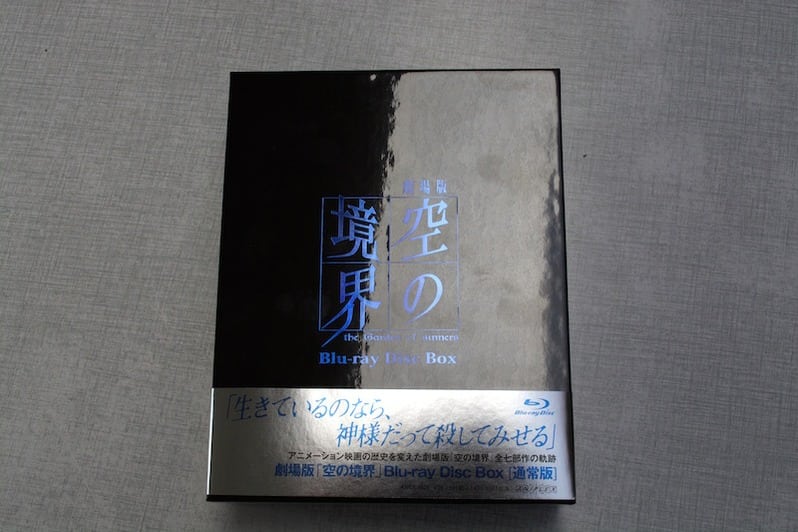 劇場版
空の
境界
the Garden of sinners
Blu-ray Disc Box
Blu-ray Disc
「生きているのなら、
神様だって殺してみせる」
アニメーション映画の歴史を変えた劇場版「空の境界」全七部作の軌跡
劇場版「空の境界」Blu-ray Disc Box [通常版]